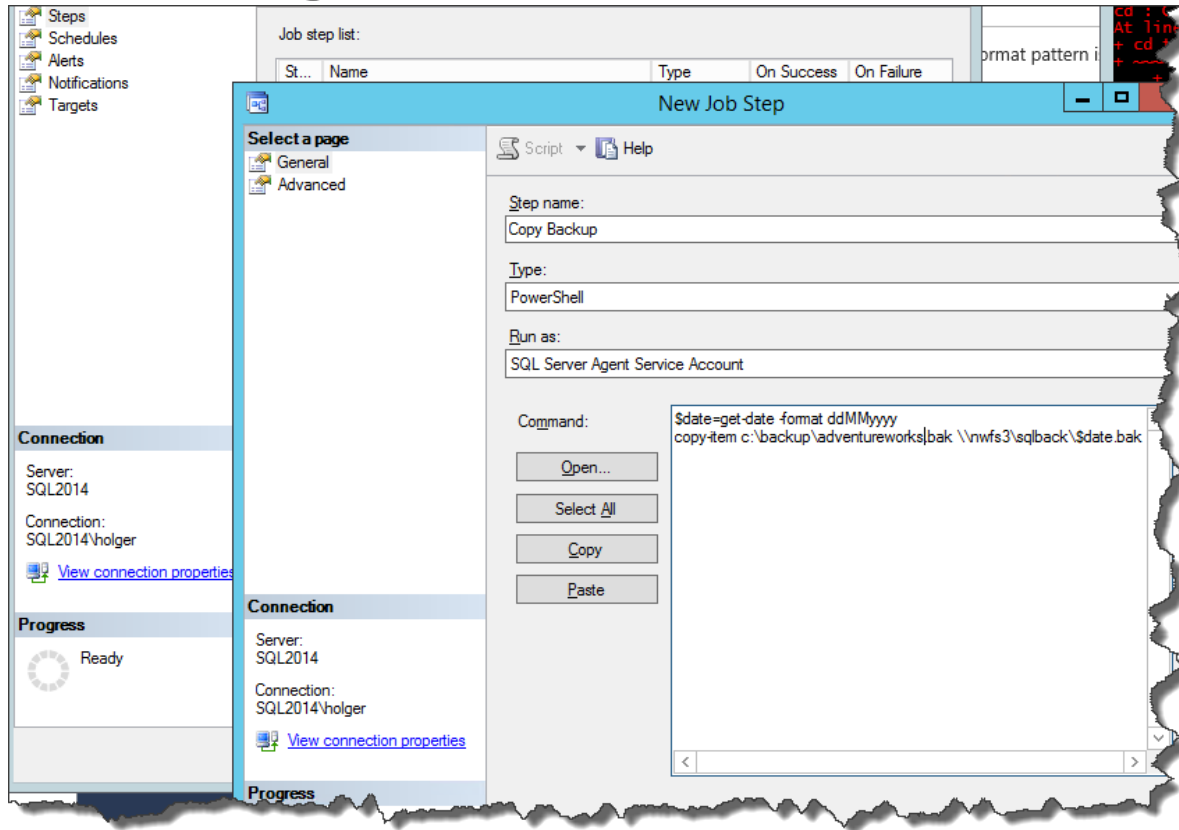 Steps
Schedules
Alerts
Notifications
Targets
Job step list:
St... Name Type On Success On Failure
ormat pattern i
cd :
At line
+ cd
+ ~~~~
+
New Job Step
Select a page
General
Advanced
Script Help
Step name:
Copy Backup
Type:
PowerShell
Run as:
SQL Server Agent Service Account
Command:
$date=get-date -format ddMMyyyy
copy-item c:\backup\adventureworks.bak \\nwfs3\sqlback\$date.bak
Open...
Select All
Copy
Paste
Connection
Server:
SQL2014
Connection:
SQL2014\holger
View connection properties
Progress
Ready
Connection
Server:
SQL2014
Connection:
SQL2014\holger
View connection properties
Progress